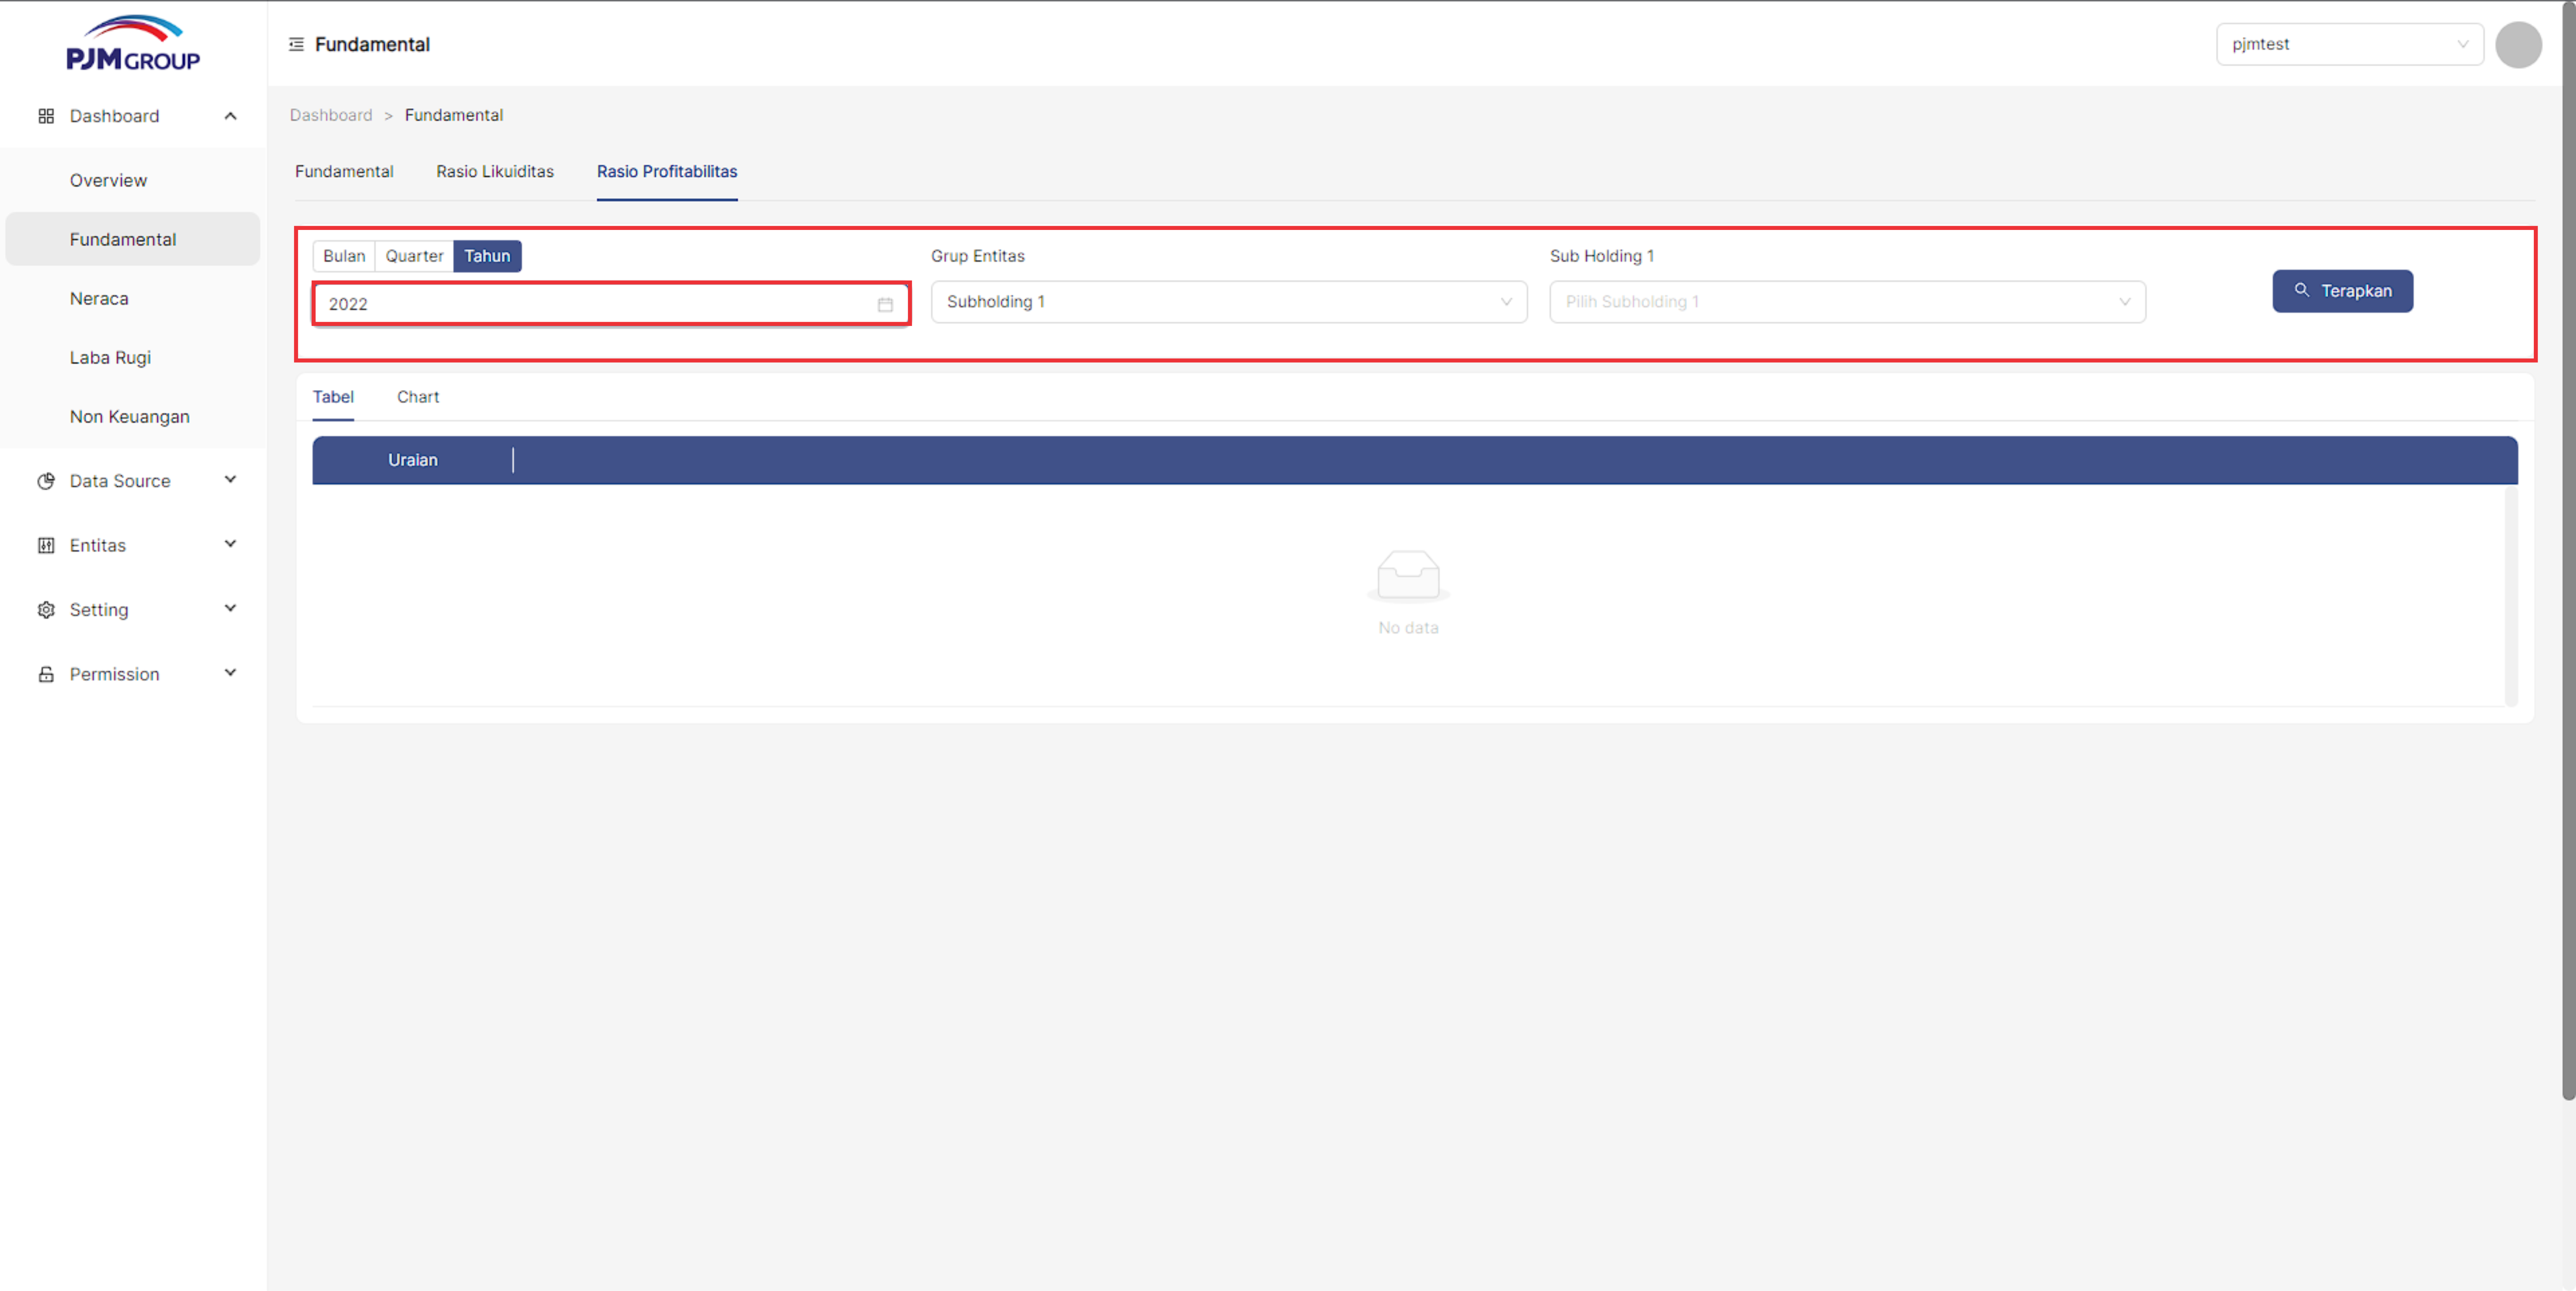 PJM GROUP
Fundamental
pjmtest
Dashboard
Overview
Fundamental
Neraca
Laba Rugi
Non Keuangan
Data Source
Entitas
Setting
Permission
Dashboard > Fundamental
Fundamental Rasio Likuiditas Rasio Profitabilitas
Bulan Quarter Tahun
2022
Grup Entitas
Subholding 1
Sub Holding 1
Pilih Subholding 1
Terapkan
Tabel Chart
Uraian
No data